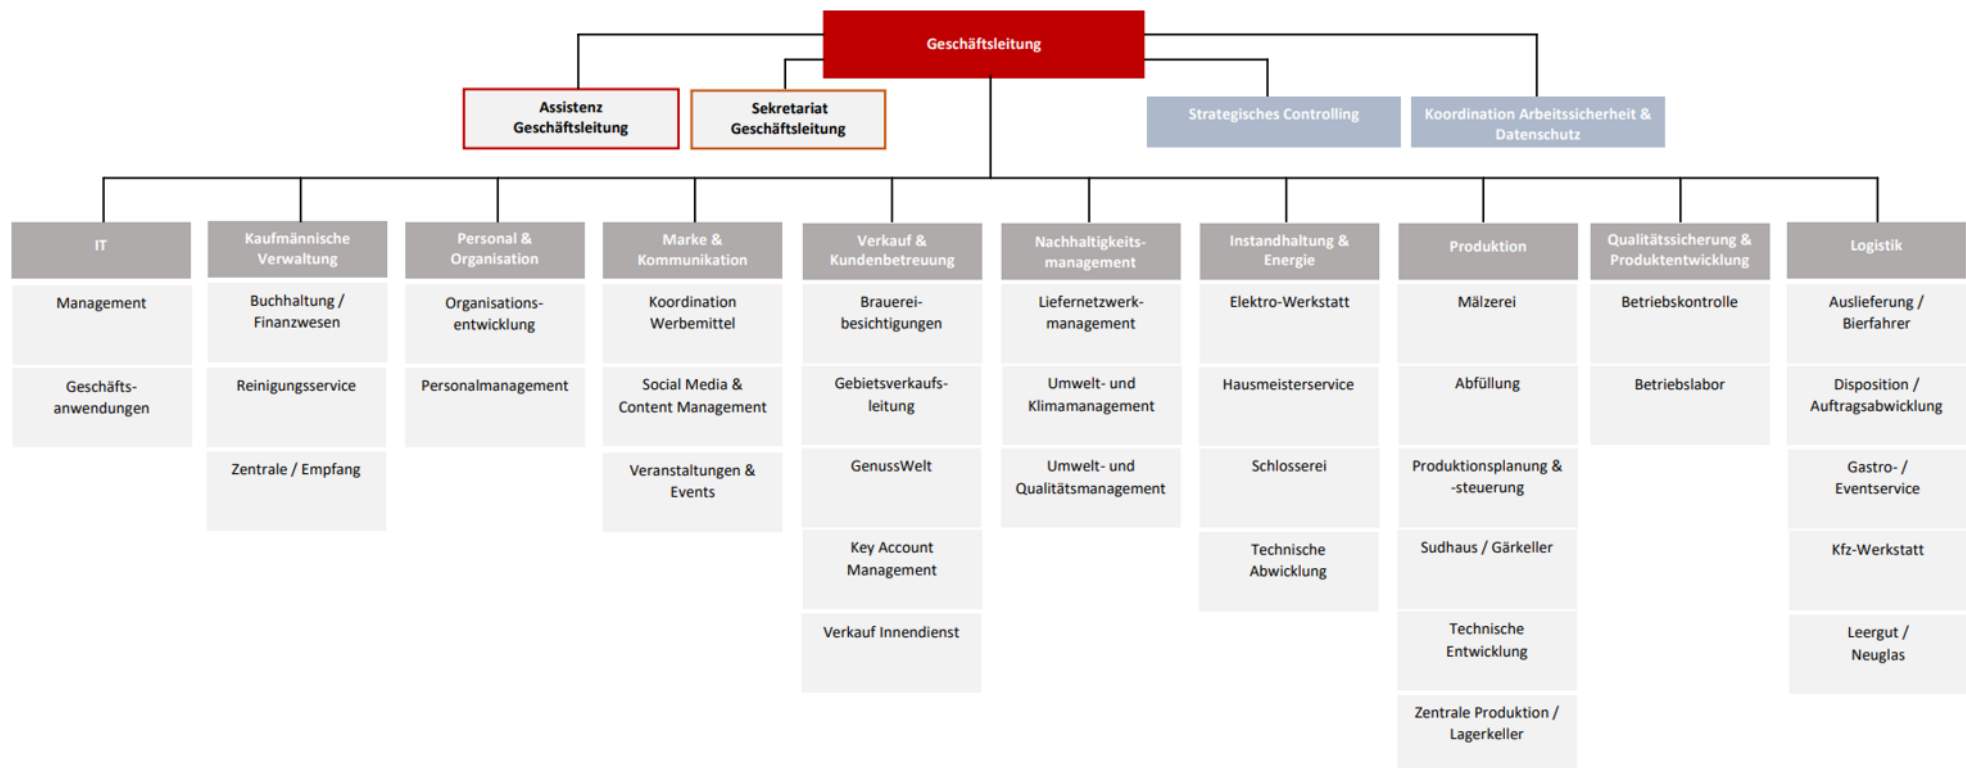 Geschäftsleitung
Assistenz
Geschäftsleitung
Sekretariat
Geschäftsleitung
Strategisches Controlling
Koordination Arbeitssicherheit &
Datenschutz
IT
Management
Geschäfts-
anwendungen
Kaufmännische
Verwaltung
Buchhaltung /
Finanzwesen
Reinigungsservice
Zentrale / Empfang
Personal &
Organisation
Organisations-
entwicklung
Personalmanagement
Marke &
Kommunikation
Koordination
Werbemittel
Social Media &
Content Management
Veranstaltungen &
Events
Verkauf &
Kundenbetreuung
Brauerei-
besichtigungen
Gebietsverkaufs-
leitung
GenussWelt
Key Account
Management
Verkauf Innendienst
Nachhaltigkeits-
management
Liefernetzwerk-
management
Umwelt- und
Klimamanagement
Umwelt- und
Qualitätsmanagement
Instandhaltung &
Energie
Elektro-Werkstatt
Hausmeisterservice
Schlosserei
Technische
Abwicklung
Produktion
Mälzerei
Abfüllung
Produktionsplanung &
-steuerung
Sudhaus / Gärkeller
Technische
Entwicklung
Zentrale Produktion /
Lagerkeller
Qualitätssicherung &
Produktentwicklung
Betriebskontrolle
Betriebslabor
Logistik
Auslieferung /
Bierfahrer
Disposition /
Auftragsabwicklung
Gastro- /
Eventservice
Kfz-Werkstatt
Leergut /
Neuglas